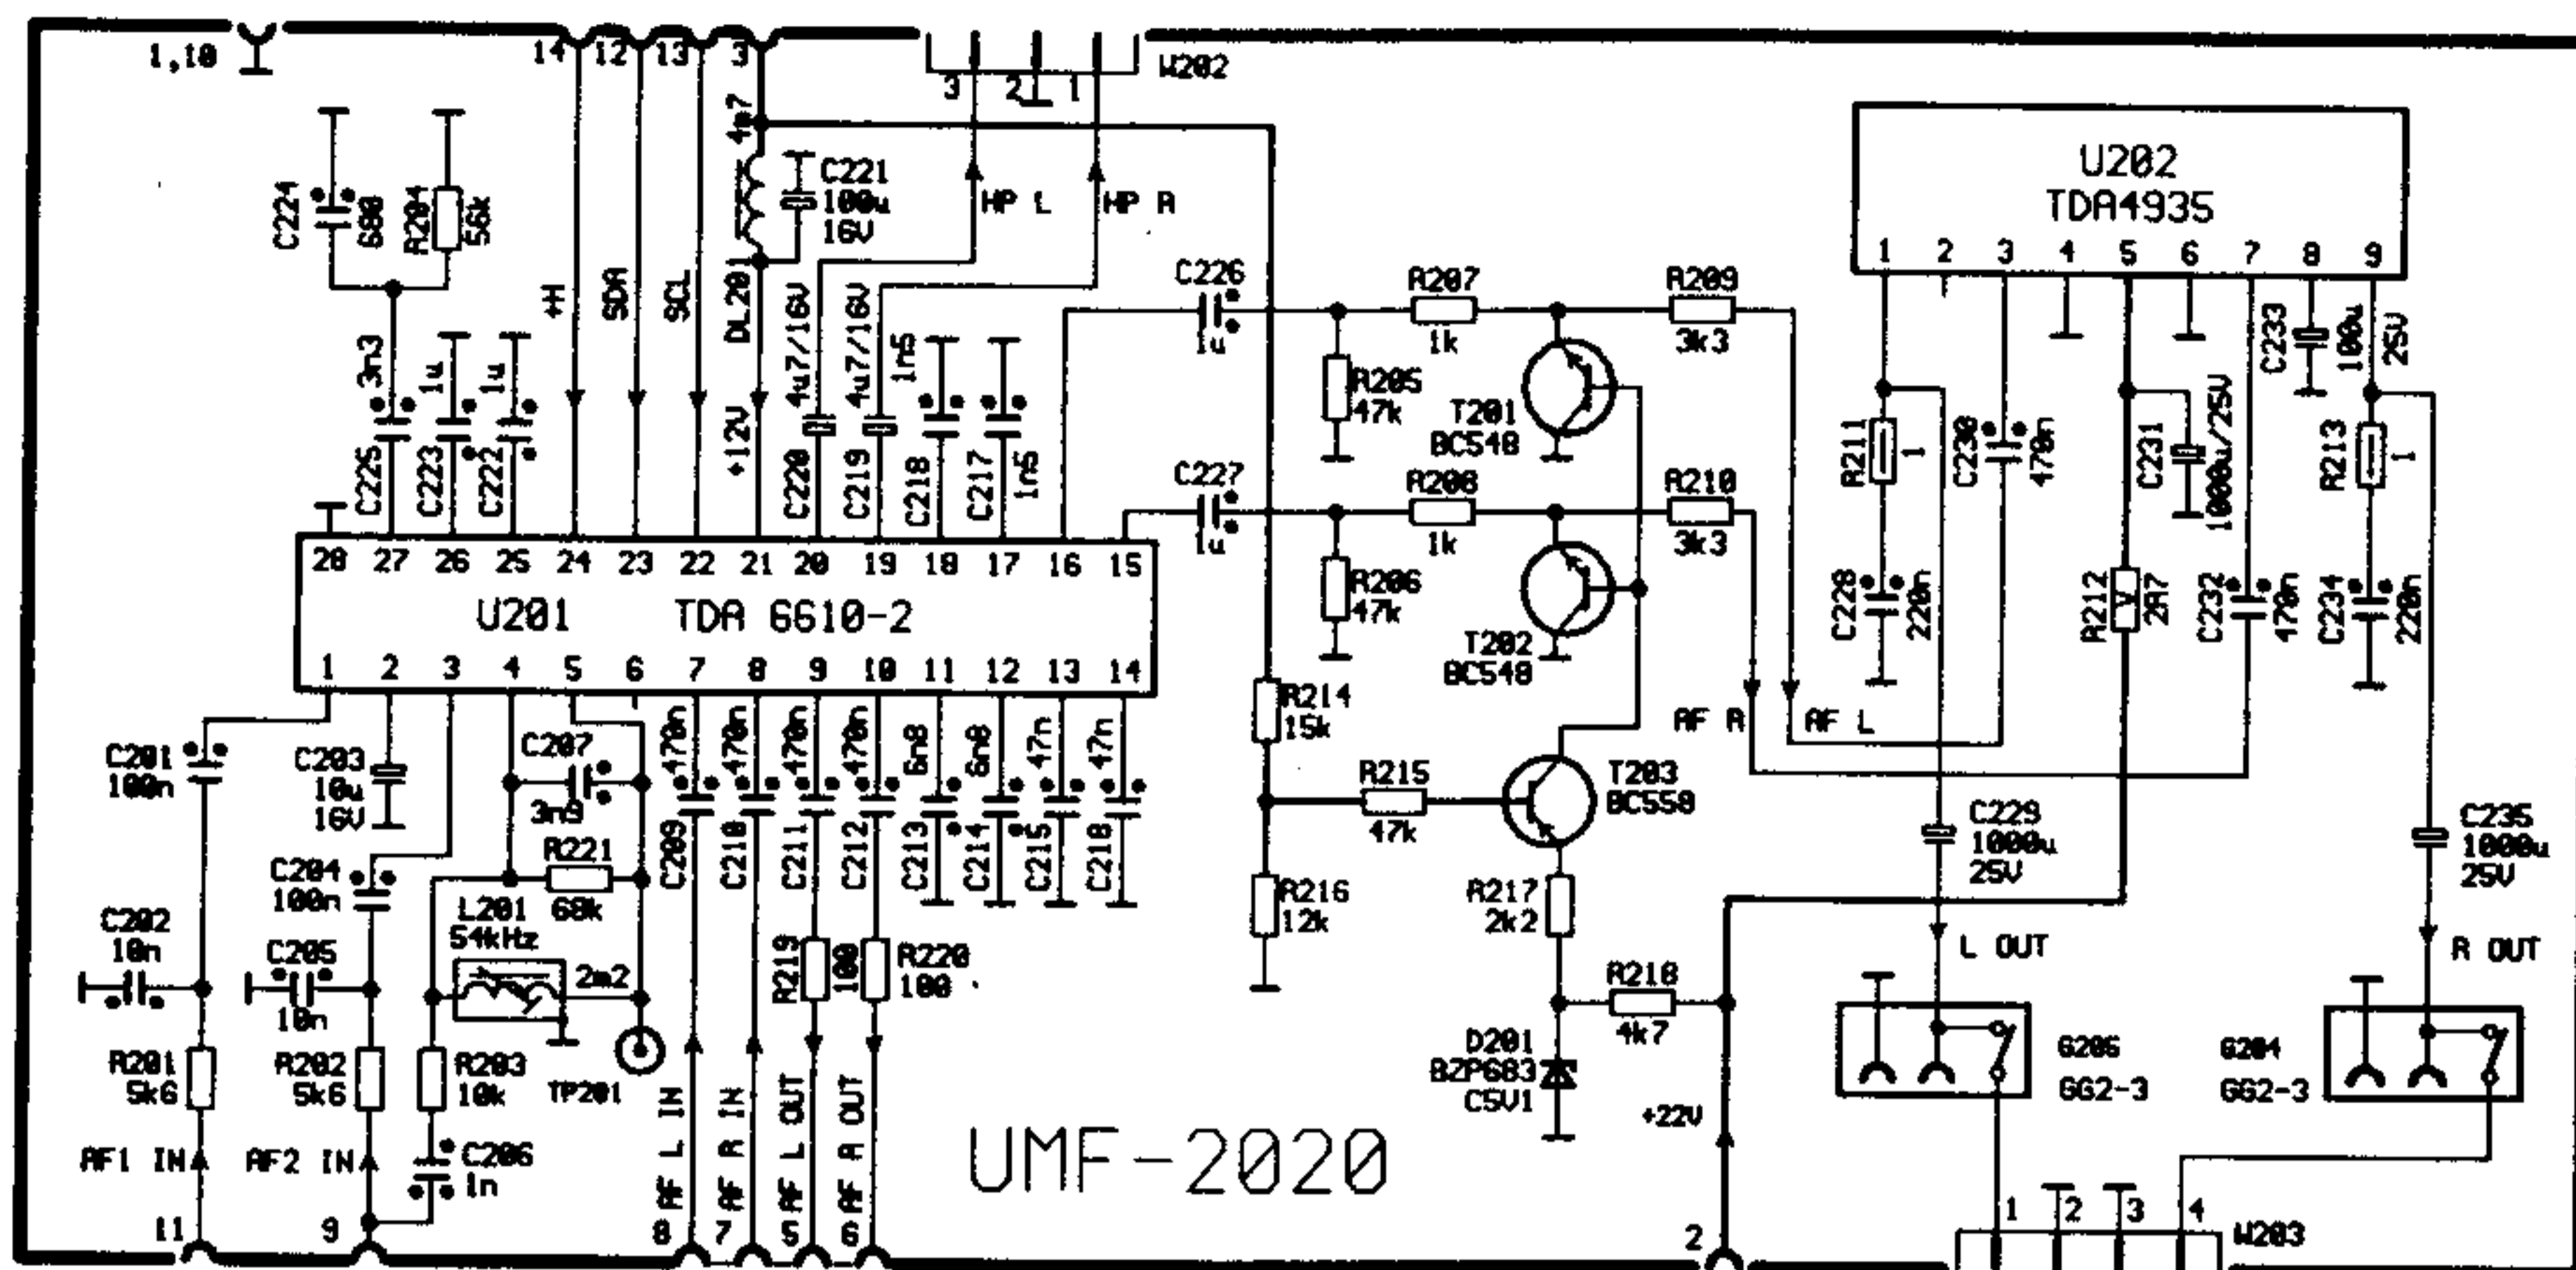 1,10
14 12 13 3
3 2 1
W202
4m7
C224
680
R204
56k
C221
100u
16V
HP L
HP R
U202
TDA4935
1 2 3 4 5 6 7 8 9
+H
SDA
SCL
DL201
+12V
C225
3n3
C223
1u
C222
1u
C220
4u7/16V
C219
4u7/16V
C218
1n5
C217
1n5
C226
1u
R207
1k
R209
3k3
R205
47k
T201
BC548
C227
1u
R208
1k
R210
3k3
R206
47k
T202
BC548
R211
1
C230
470n
C231
1000u/25V
C233
100u
25V
R213
1
C228
220n
R212
2A7
C232
470n
C234
220n
28 27 26 25 24 23 22 21 20 19 18 17 16 15
U201 TDA 6610-2
1 2 3 4 5 6 7 8 9 10 11 12 13 14
R214
15k
AF R
AF L
C201
100n
C203
10u
16V
C207
3n9
C209
470n
C210
470n
C211
470n
C212
470n
C213
6n8
C214
6n8
C215
47n
C218
47n
R215
47k
T203
BC558
C229
1000u
25V
C235
1000u
25V
C204
100n
R221
68k
C202
10n
C205
10n
L201
54kHz
2m2
R219
100
R220
100
R216
12k
R217
2k2
R218
4k7
L OUT
R OUT
R201
5k6
R202
5k6
R203
10k
TP201
D201
BZP683
C5V1
+22V
G205
GG2-3
G204
GG2-3
AF1 IN
AF2 IN
C206
1n
AF L IN
AF R IN
AF L OUT
AF R OUT
UMF-2020
11 9 8 7 5 6 2
1 2 3 4
W203